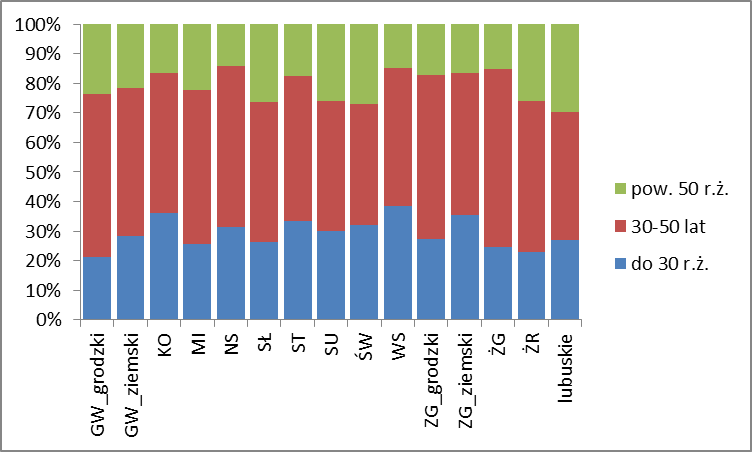 100%
90%
80%
70%
60%
50%
40%
30%
20%
10%
0%
pow. 50 r.ż.
30-50 lat
do 30 r.ż.
GW_grodzki
GW_ziemski
KO
MI
NS
SŁ
ST
SU
ŚW
WS
ZG_grodzki
ZG_ziemski
ŻG
ŻR
lubuskie